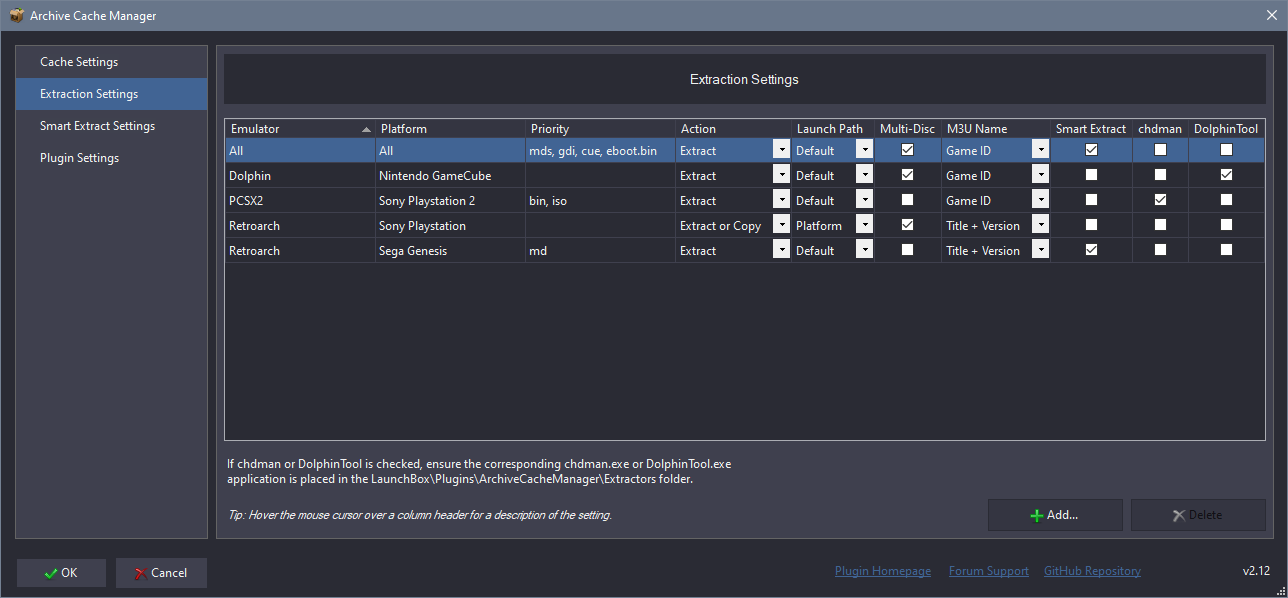 Archive Cache Manager
Cache Settings
Extraction Settings
Smart Extract Settings
Plugin Settings
Extraction Settings
Emulator Platform Priority Action Launch Path Multi-Disc M3U Name Smart Extract chdman DolphinTool
All All mds, gdi, cue, eboot.bin Extract Default Game ID
Dolphin Nintendo GameCube Extract Default Game ID
PCSX2 Sony Playstation 2 bin, iso Extract Default Game ID
Retroarch Sony Playstation Extract or Copy Platform Title + Version
Retroarch Sega Genesis md Extract Default Title + Version
If chdman or DolphinTool is checked, ensure the corresponding chdman.exe or DolphinTool.exe
application is placed in the LaunchBox\Plugins\ArchiveCacheManager\Extractors folder.
Tip: Hover the mouse cursor over a column header for a description of the setting.
Add... Delete
OK Cancel Plugin Homepage Forum Support GitHub Repository v2.12